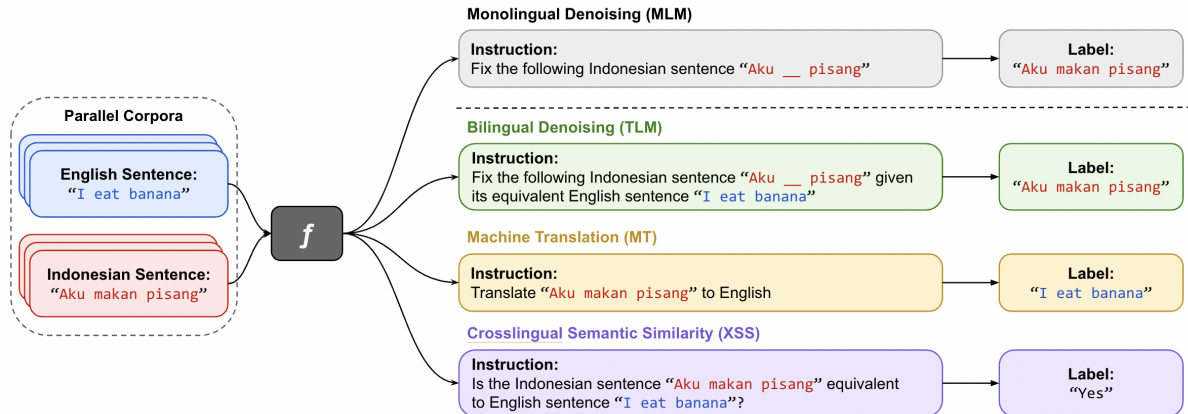 Parallel Corpora
English Sentence:
“I eat banana”
Indonesian Sentence:
“Aku makan pisang”
f
Monolingual Denoising (MLM)
Instruction:
Fix the following Indonesian sentence “Aku __ pisang”
Label:
“Aku makan pisang”
Bilingual Denoising (TLM)
Instruction:
Fix the following Indonesian sentence “Aku __ pisang” given
its equivalent English sentence “I eat banana”
Label:
“Aku makan pisang”
Machine Translation (MT)
Instruction:
Translate “Aku makan pisang” to English
Label:
“I eat banana”
Crosslingual Semantic Similarity (XSS)
Instruction:
Is the Indonesian sentence “Aku makan pisang” equivalent
to English sentence “I eat banana”?
Label:
“Yes”